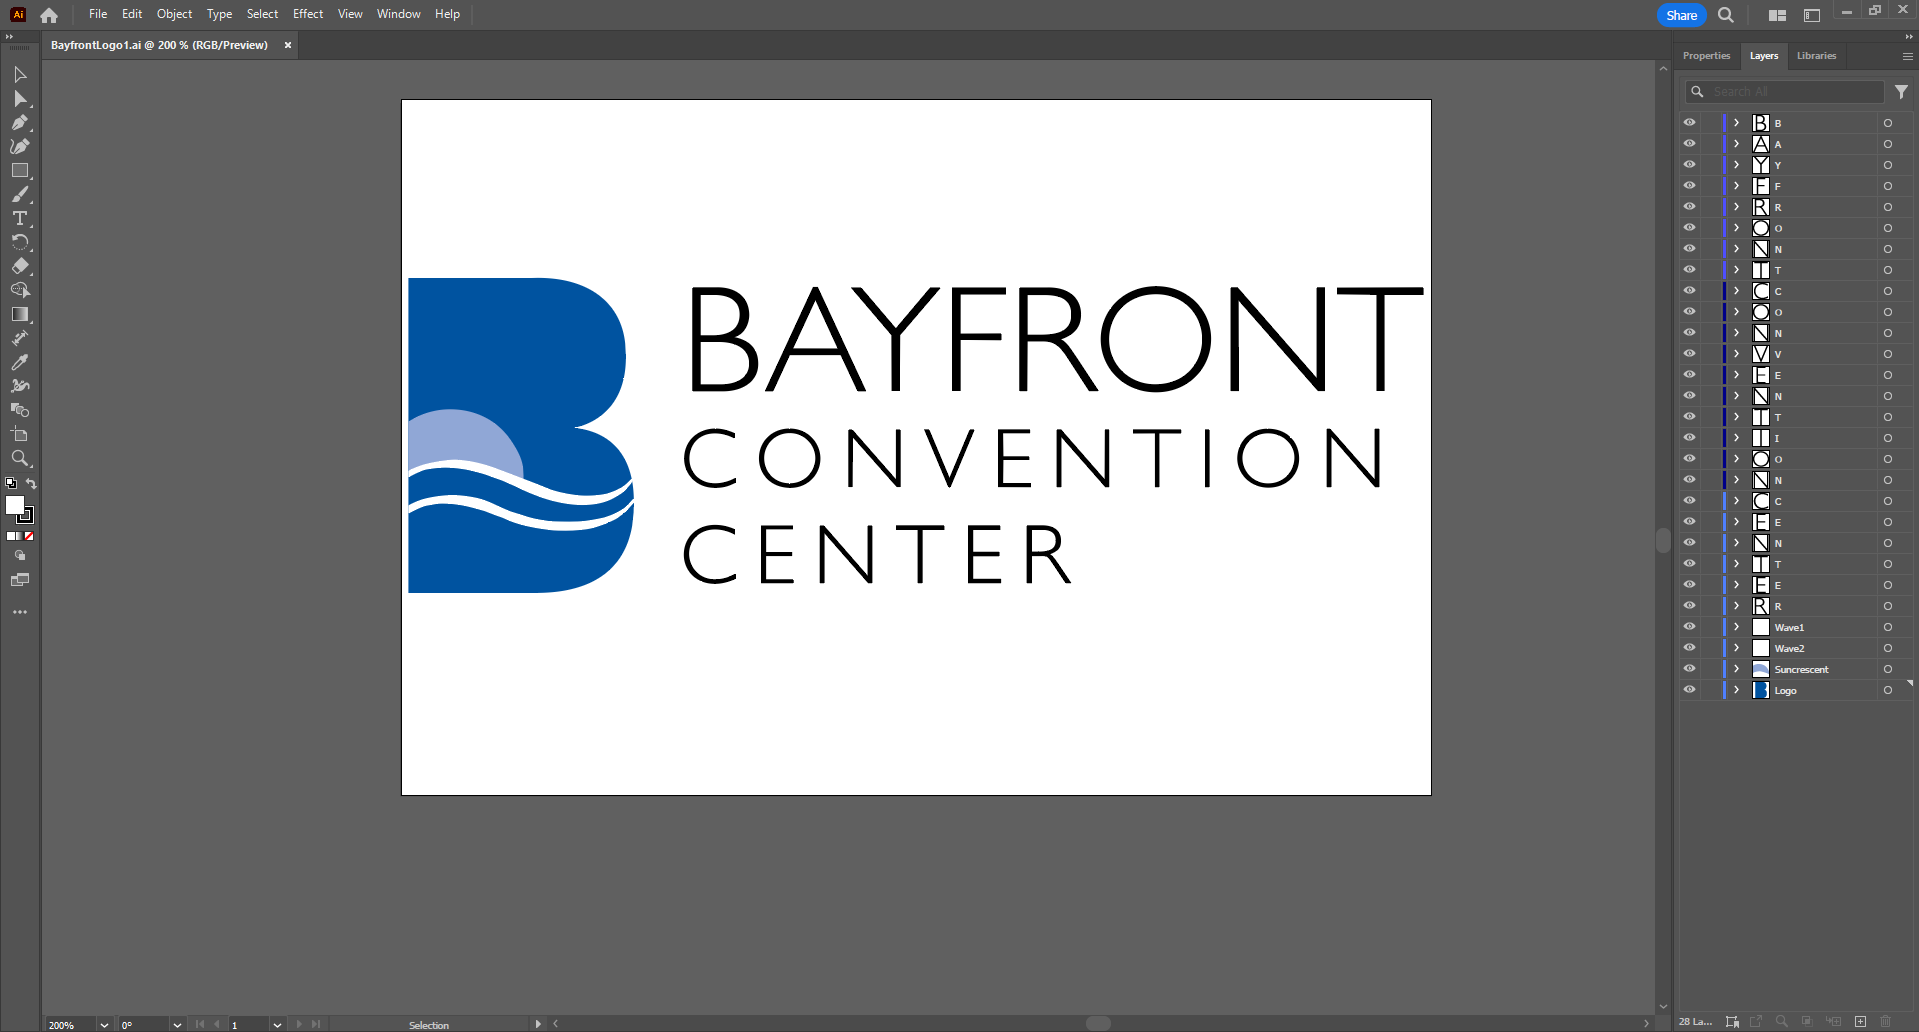 Ai File Edit Object Type Select Effect View Window Help Share
BayfrontLogo1.ai @ 200 % (RGB/Preview)
BAYFRONT
CONVENTION
CENTER
Properties Layers Libraries
Search All
B
A
Y
F
R
O
N
T
C
O
N
V
E
N
T
I
O
N
C
E
N
T
E
R
Wave1
Wave2
Suncrescent
Logo
200% 0° 1 Selection 28 La...